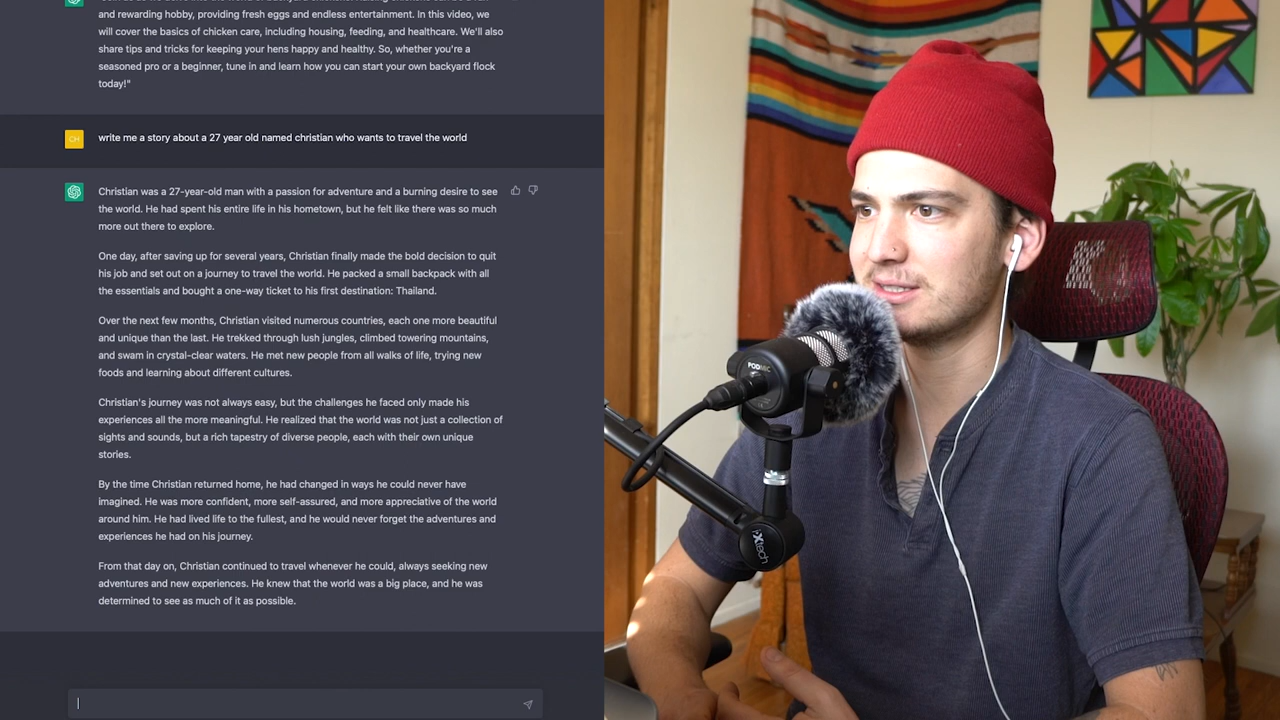 and rewarding hobby, providing fresh eggs and endless entertainment. In this video, we
will cover the basics of chicken care, including housing, feeding, and healthcare. We'll also
share tips and tricks for keeping your hens happy and healthy. So, whether you're a
seasoned pro or a beginner, tune in and learn how you can start your own backyard flock
today!"
CH
write me a story about a 27 year old named christian who wants to travel the world
Christian was a 27-year-old man with a passion for adventure and a burning desire to see
the world. He had spent his entire life in his hometown, but he felt like there was so much
more out there to explore.
One day, after saving up for several years, Christian finally made the bold decision to quit
his job and set out on a journey to travel the world. He packed a small backpack with all
the essentials and bought a one-way ticket to his first destination: Thailand.
Over the next few months, Christian visited numerous countries, each one more beautiful
and unique than the last. He trekked through lush jungles, climbed towering mountains,
and swam in crystal-clear waters. He met new people from all walks of life, trying new
foods and learning about different cultures.
Christian's journey was not always easy, but the challenges he faced only made his
experiences all the more meaningful. He realized that the world was not just a collection of
sights and sounds, but a rich tapestry of diverse people, each with their own unique
stories.
By the time Christian returned home, he had changed in ways he could never have
imagined. He was more confident, more self-assured, and more appreciative of the world
around him. He had lived life to the fullest, and he would never forget the adventures and
experiences he had on his journey.
From that day on, Christian continued to travel whenever he could, always seeking new
adventures and new experiences. He knew that the world was a big place, and he was
determined to see as much of it as possible.
PODMIC
iXtech